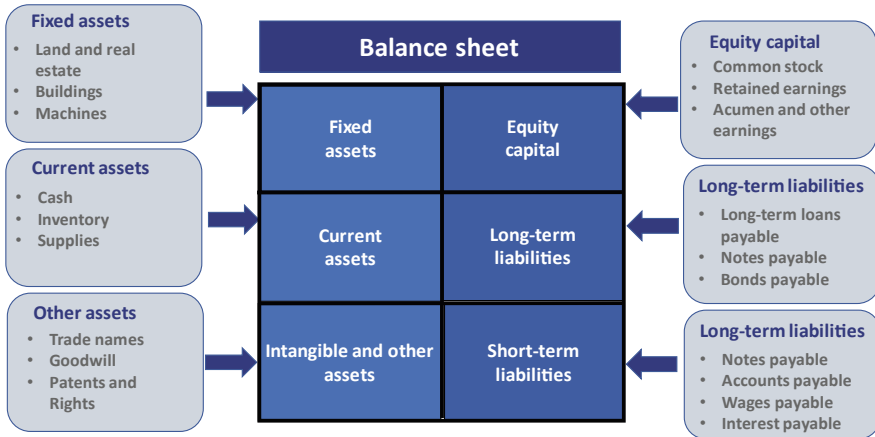 Fixed assets
• Land and real
estate
• Buildings
• Machines
Current assets
• Cash
• Inventory
• Supplies
Other assets
• Trade names
• Goodwill
• Patents and
Rights
Balance sheet
Fixed
assets
Equity
capital
Current
assets
Long-term
liabilities
Intangible and other
assets
Short-term
liabilities
Equity capital
• Common stock
• Retained earnings
• Acumen and other
earnings
Long-term liabilities
• Long-term loans
payable
• Notes payable
• Bonds payable
Long-term liabilities
• Notes payable
• Accounts payable
• Wages payable
• Interest payable